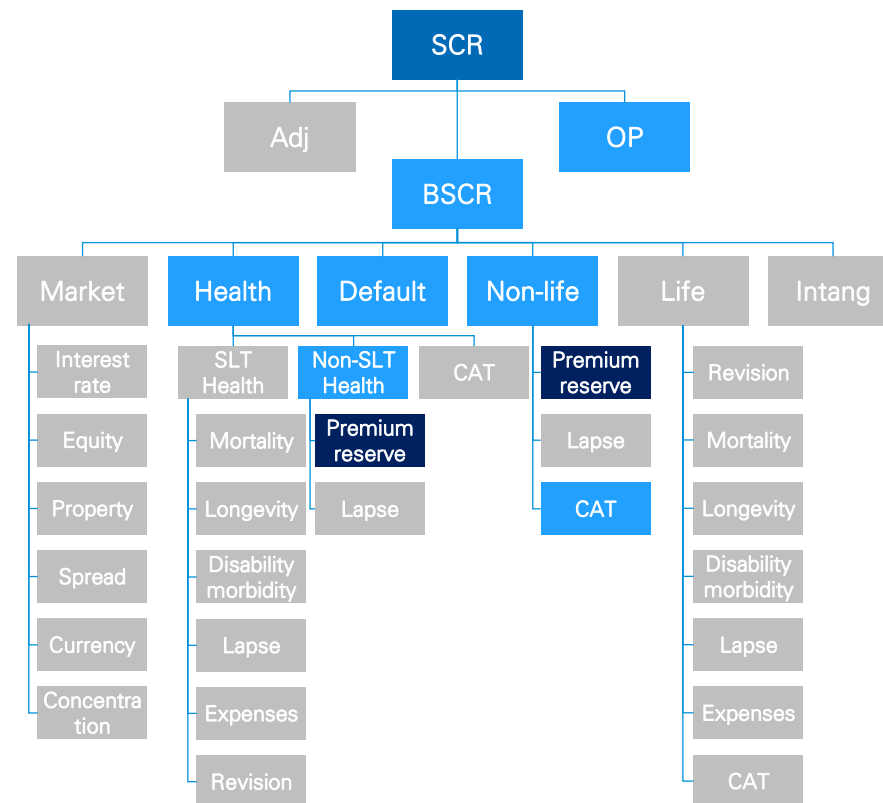 SCR
Adj
OP
BSCR
Market
Health
Default
Non-life
Life
Intang
Interest
rate
Equity
Property
Spread
Currency
Concentra
tion
SLT
Health
Mortality
Longevity
Disability
morbidity
Lapse
Expenses
Revision
Non-SLT
Health
Premium
reserve
Lapse
CAT
Premium
reserve
Lapse
CAT
Revision
Mortality
Longevity
Disability
morbidity
Lapse
Expenses
CAT